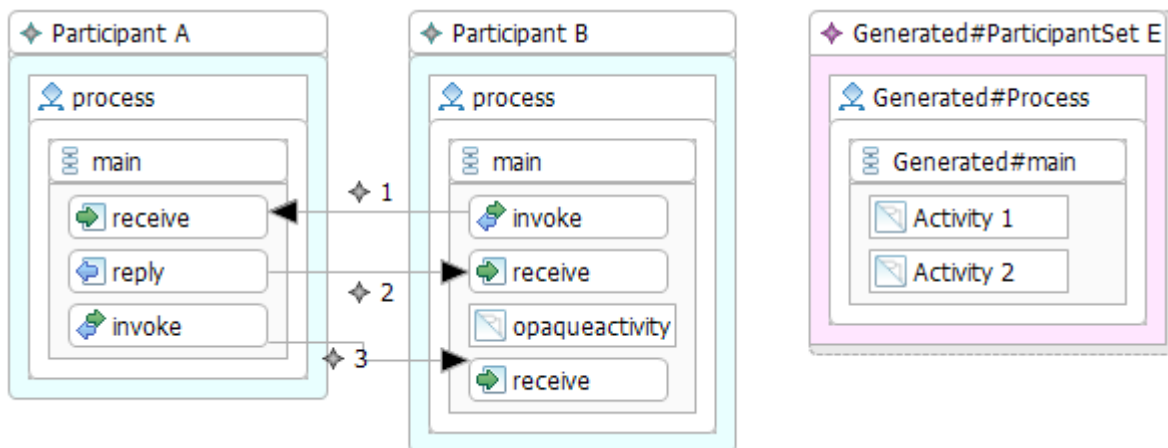 Participant A
process
main
receive
reply
invoke
1
2
3
Participant B
process
main
invoke
receive
opaqueactivity
receive
Generated#ParticipantSet E
Generated#Process
Generated#main
Activity 1
Activity 2